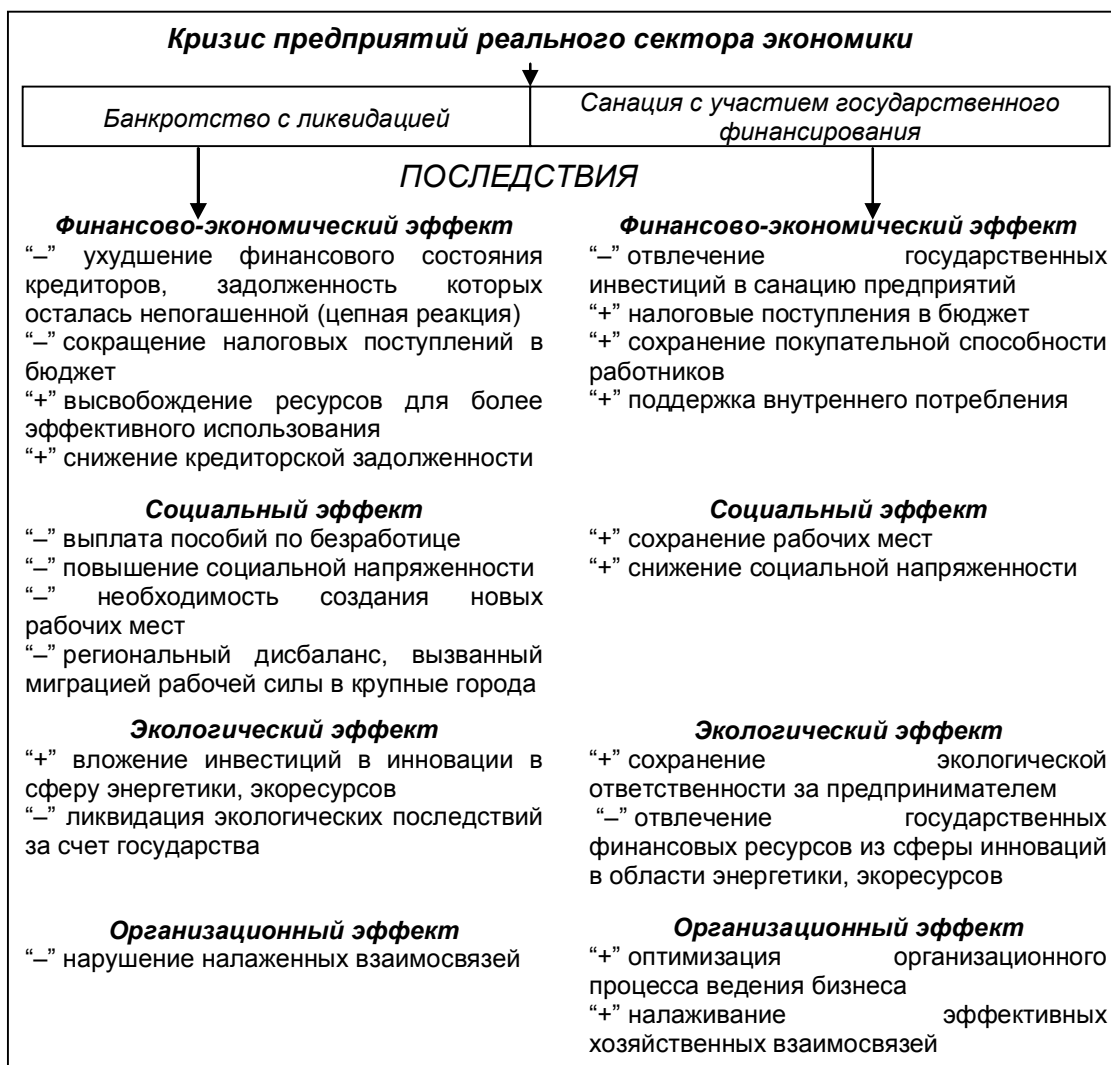 Кризис предприятий реального сектора экономики
Банкротство с ликвидацией
Санация с участием государственного
финансирования
ПОСЛЕДСТВИЯ
Финансово-экономический эффект
“–” ухудшение финансового состояния
кредиторов, задолженность которых
осталась непогашенной (цепная реакция)
“–” сокращение налоговых поступлений в
бюджет
“+” высвобождение ресурсов для более
эффективного использования
“+” снижение кредиторской задолженности
Социальный эффект
“–” выплата пособий по безработице
“–” повышение социальной напряженности
“–” необходимость создания новых
рабочих мест
“–” региональный дисбаланс, вызванный
миграцией рабочей силы в крупные города
Экологический эффект
“+” вложение инвестиций в инновации в
сферу энергетики, экоресурсов
“–” ликвидация экологических последствий
за счет государства
Организационный эффект
“–” нарушение налаженных взаимосвязей
Финансово-экономический эффект
“–” отвлечение государственных
инвестиций в санацию предприятий
“+” налоговые поступления в бюджет
“+” сохранение покупательной способности
работников
“+” поддержка внутреннего потребления
Социальный эффект
“+” сохранение рабочих мест
“+” снижение социальной напряженности
Экологический эффект
“+” сохранение экологической
ответственности за предпринимателем
“–” отвлечение государственных
финансовых ресурсов из сферы инноваций
в области энергетики, экоресурсов
Организационный эффект
“+” оптимизация организационного
процесса ведения бизнеса
“+” налаживание эффективных
хозяйственных взаимосвязей